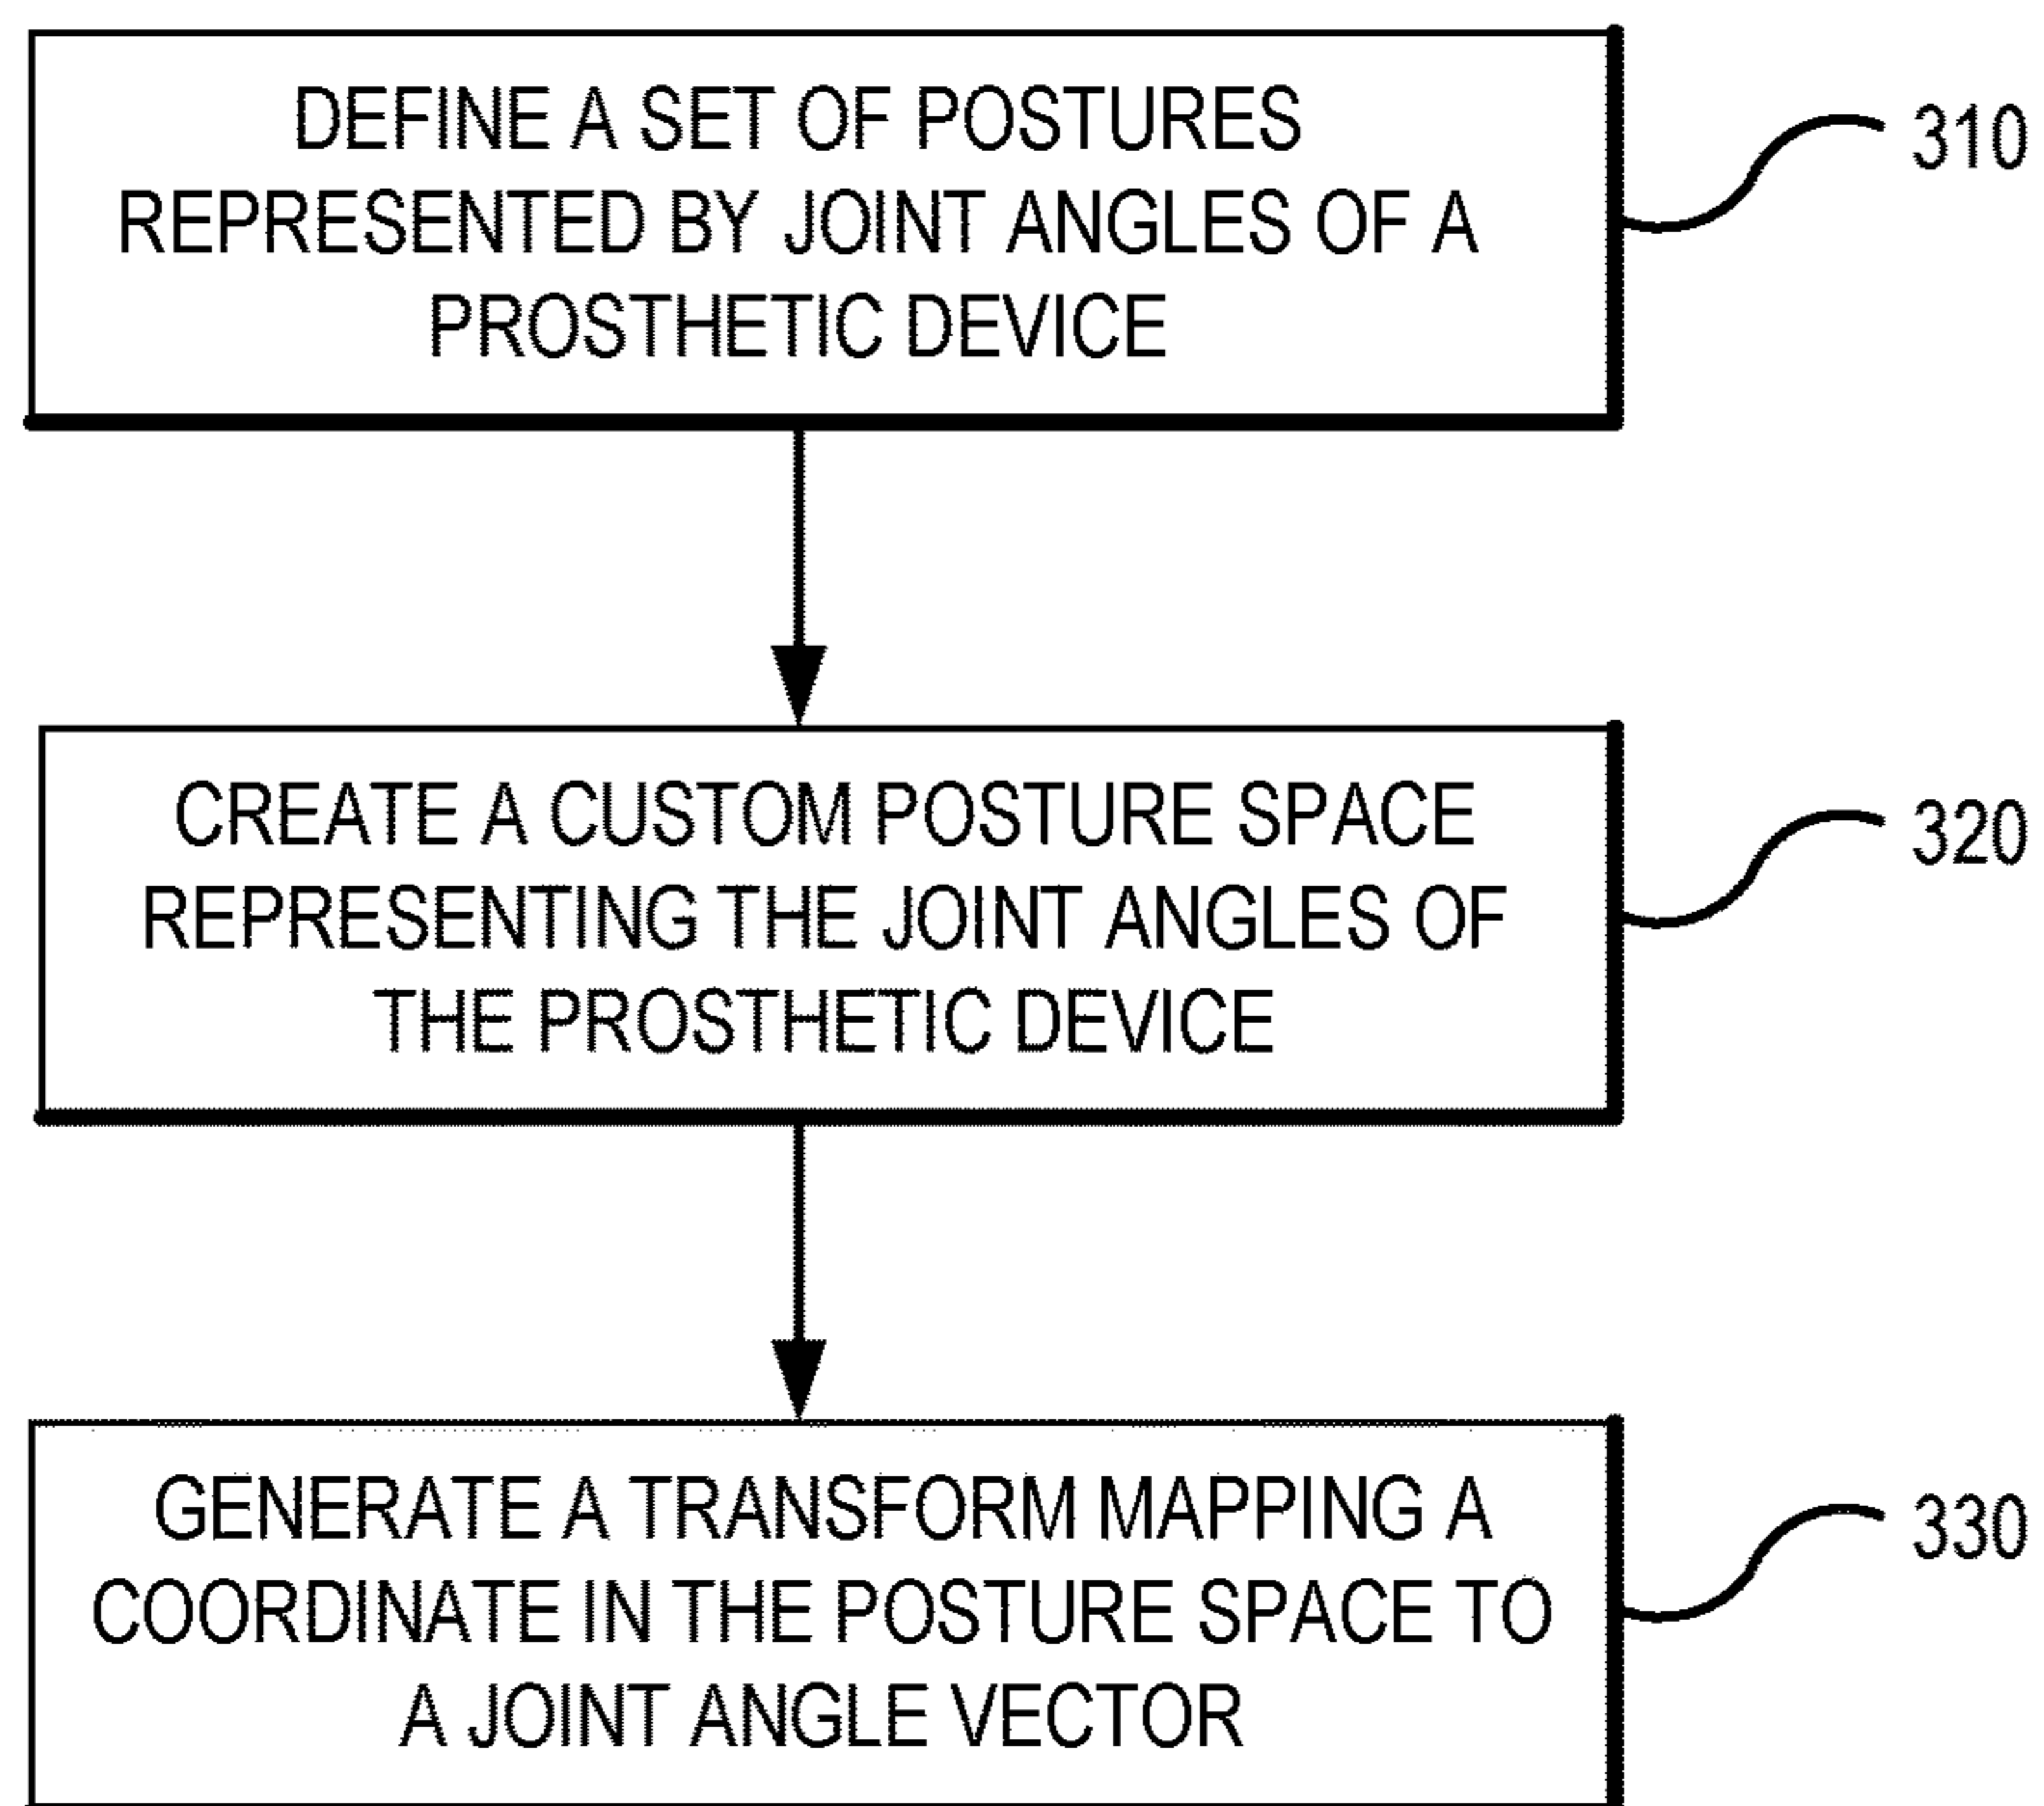 DEFINE A SET OF POSTURES
REPRESENTED BY JOINT ANGLES OF A
PROSTHETIC DEVICE
310
CREATE A CUSTOM POSTURE SPACE
REPRESENTING THE JOINT ANGLES OF
THE PROSTHETIC DEVICE
320
GENERATE A TRANSFORM MAPPING A
COORDINATE IN THE POSTURE SPACE TO
A JOINT ANGLE VECTOR
330